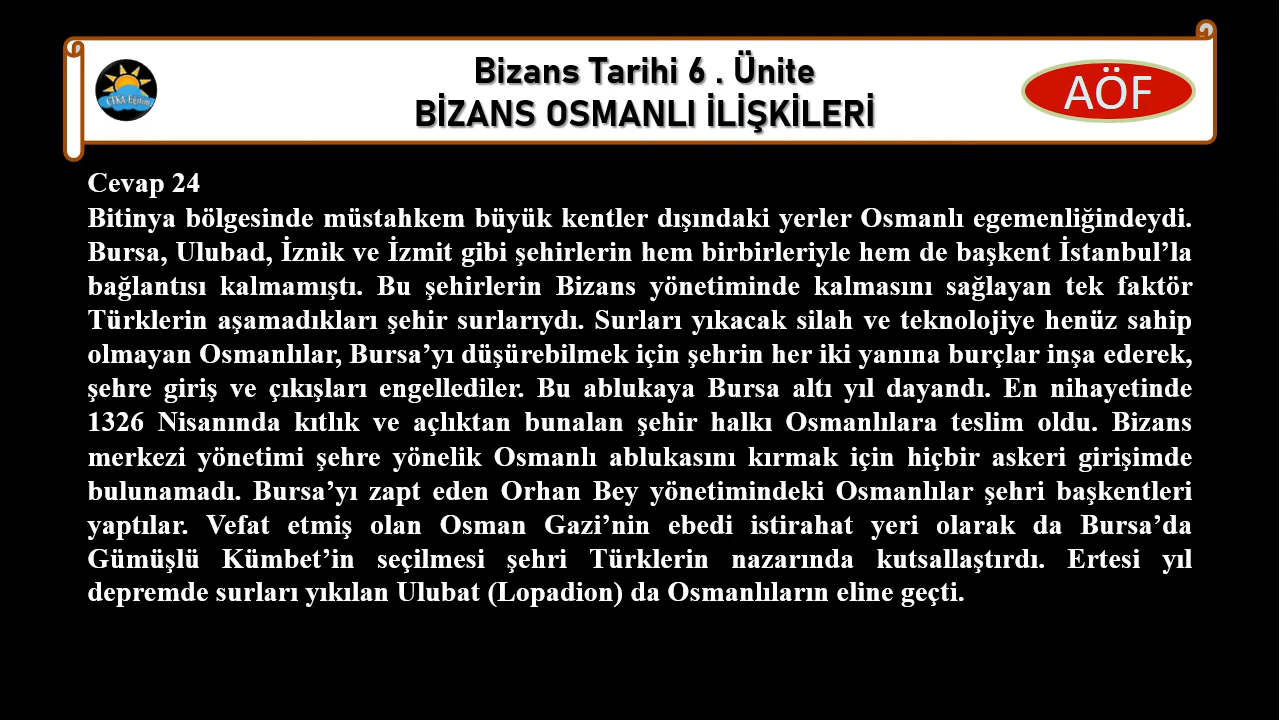 Bizans Tarihi 6 . Ünite
BİZANS OSMANLI İLİŞKİLERİ
ÇIKA Eğitim
AÖF
Cevap 24
Bitinya bölgesinde müstahkem büyük kentler dışındaki yerler Osmanlı egemenliğindeydi.
Bursa, Ulubad, İznik ve İzmit gibi şehirlerin hem birbirleriyle hem de başkent İstanbul’la
bağlantısı kalmamıştı. Bu şehirlerin Bizans yönetiminde kalmasını sağlayan tek faktör
Türklerin aşamadıkları şehir surlarıydı. Surları yıkacak silah ve teknolojiye henüz sahip
olmayan Osmanlılar, Bursa’yı düşürebilmek için şehrin her iki yanına burçlar inşa ederek,
şehre giriş ve çıkışları engellediler. Bu ablukaya Bursa altı yıl dayandı. En nihayetinde
1326 Nisanında kıtlık ve açlıktan bunalan şehir halkı Osmanlılara teslim oldu. Bizans
merkezi yönetimi şehre yönelik Osmanlı ablukasını kırmak için hiçbir askeri girişimde
bulunamadı. Bursa’yı zapt eden Orhan Bey yönetimindeki Osmanlılar şehri başkentleri
yaptılar. Vefat etmiş olan Osman Gazi’nin ebedi istirahat yeri olarak da Bursa’da
Gümüşlü Kümbet’in seçilmesi şehri Türklerin nazarında kutsallaştırdı. Ertesi yıl
depremde surları yıkılan Ulubat (Lopadion) da Osmanlıların eline geçti.